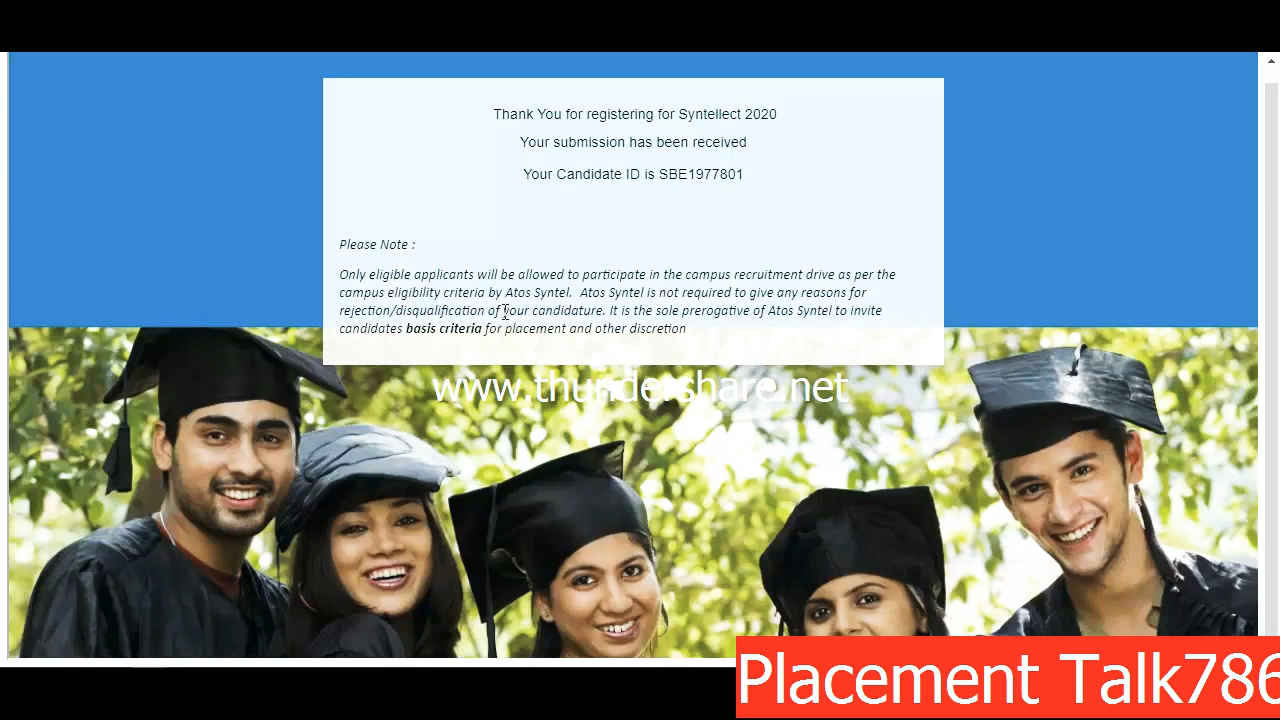 Thank You for registering for Syntellect 2020
Your submission has been received
Your Candidate ID is SBE1977801
Please Note :
Only eligible applicants will be allowed to participate in the campus recruitment drive as per the
campus eligibility criteria by Atos Syntel.  Atos Syntel is not required to give any reasons for
rejection/disqualification of your candidature. It is the sole prerogative of Atos Syntel to invite
candidates basis criteria for placement and other discretion
www.thundershare.net
Placement Talk786